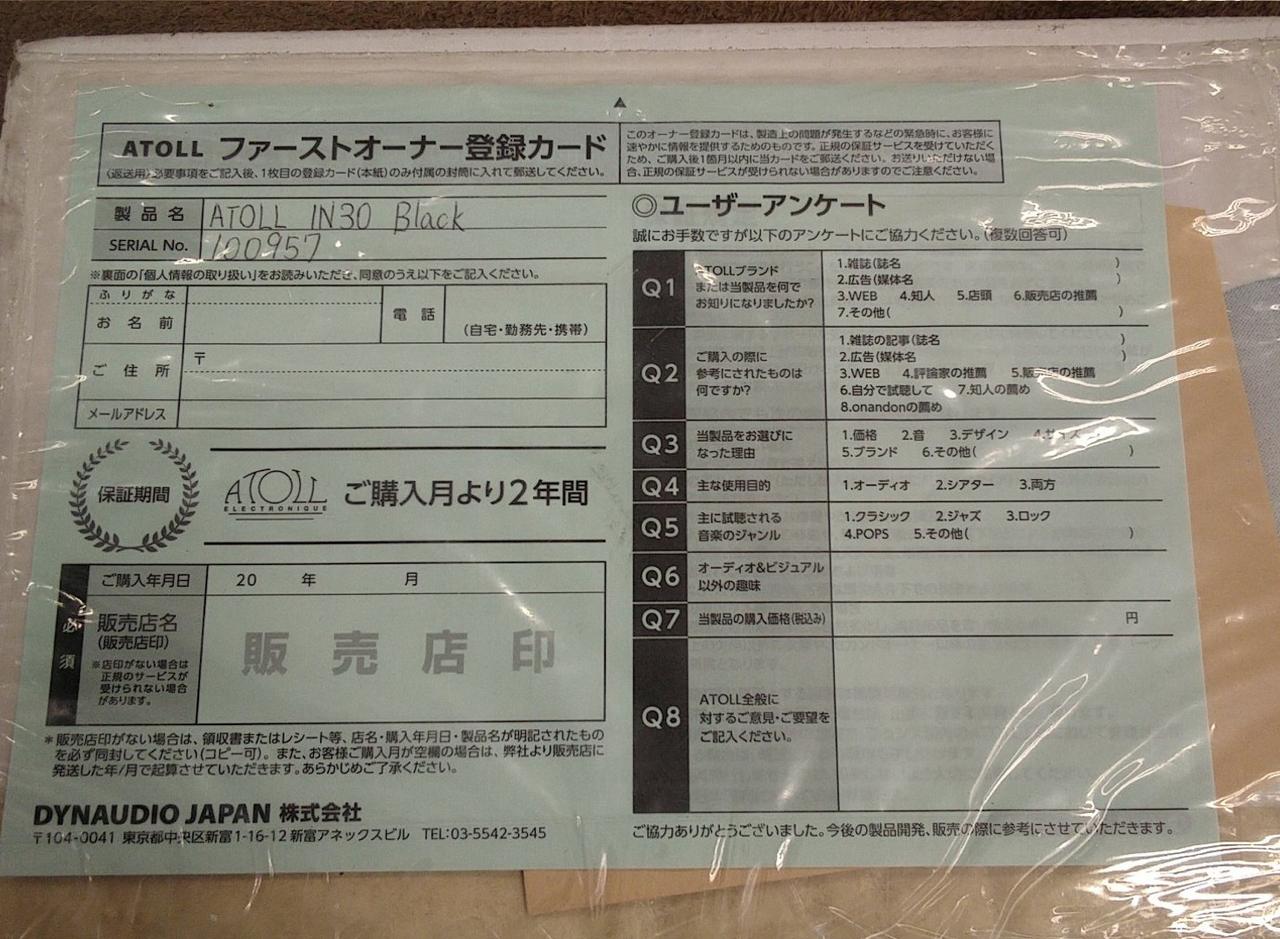 ATOLL ファーストオーナー登録カード
(返送用)必要事項をご記入後、1枚目の登録カード(本紙)のみ付属の封筒に入れて郵送してください。
このオーナー登録カードは、製造上の問題が発生するなどの緊急時に、お客様に
速やかに情報を提供するためのものです。正規の保証サービスを受けていただく
ため、ご購入後1箇月以内に当カードをご郵送ください。お送りいただけない場
合、正規の保証サービスが受けられない場合がありますのでご注意ください。
製品名 ATOLL IN30 Black
SERIAL No. 100957
※裏面の「個人情報の取り扱い」をお読みいただき、同意のうえ以下をご記入ください。
ふりがな
お名前
電話
(自宅・勤務先・携帯)
ご住所 〒
メールアドレス
保証期間
ATOLL
ELECTRONIQUE
ご購入月より2年間
必須
ご購入年月日 20 年 月
販売店名
(販売店印)
※店印がない場合は
正規のサービスが
受けられない場合
があります。
販売店印
*販売店印がない場合は、領収書またはレシート等、店名・購入年月日・製品名が明記されたもの
を必ず同封してください(コピー可)。また、お客様ご購入月が空欄の場合は、弊社より販売店に
発送した年/月で起算させていただきます。あらかじめご了承ください。
DYNAUDIO JAPAN 株式会社
〒104-0041 東京都中央区新富1-16-12 新富アネックスビル TEL:03-5542-3545
◎ユーザーアンケート
誠にお手数ですが以下のアンケートにご協力ください。(複数回答可)
Q1
ATOLLブランド
または当製品を何で
お知りになりましたか?
1.雑誌(誌名 )
2.広告(媒体名 )
3.WEB 4.知人 5.店頭 6.販売店の推薦
7.その他( )
Q2
ご購入の際に
参考にされたものは
何ですか?
1.雑誌の記事(誌名 )
2.広告(媒体名 )
3.WEB 4.評論家の推薦 5.販売店の推薦
6.自分で試聴して 7.知人の薦め
8.onandonの薦め
Q3
当製品をお選びに
なった理由
1.価格 2.音 3.デザイン 4.サイズ
5.ブランド 6.その他( )
Q4 主な使用目的 1.オーディオ 2.シアター 3.両方
Q5
主に試聴される
音楽のジャンル
1.クラシック 2.ジャズ 3.ロック
4.POPS 5.その他( )
Q6
オーディオ&ビジュアル
以外の趣味
Q7 当製品の購入価格(税込み) 円
Q8
ATOLL全般に
対するご意見・ご要望を
ご記入ください。
ご協力ありがとうございました。今後の製品開発、販売の際に参考にさせていただきます。